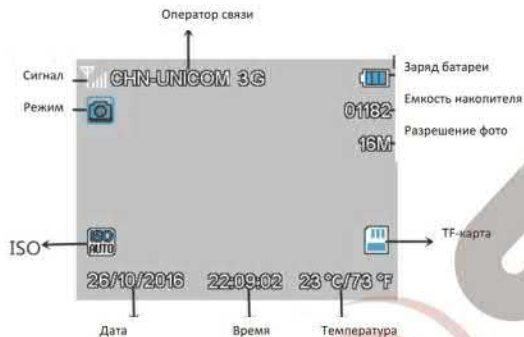 Оператор связи
Сигнал
CHN-UNICOM 3G
Заряд батареи
Режим
01182
Емкость накопителя
16M
Разрешение фото
ISO
ISO
AUTO
TF-карта
26/10/2016 22:09:02 23 °C/73 °F
Дата Время Температура